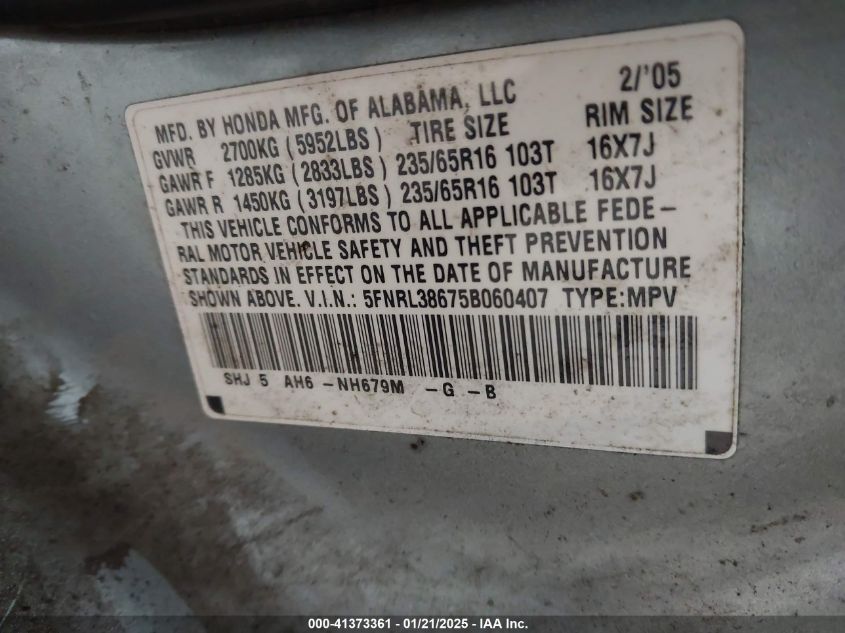 MFD. BY HONDA MFG. OF ALABAMA, LLC 2/'05
GVWR 2700KG (5952LBS) TIRE SIZE RIM SIZE
GAWR F 1285KG (2833LBS) 235/65R16 103T 16X7J
GAWR R 1450KG (3197LBS) 235/65R16 103T 16X7J
THIS VEHICLE CONFORMS TO ALL APPLICABLE FEDE-
RAL MOTOR VEHICLE SAFETY AND THEFT PREVENTION
STANDARDS IN EFFECT ON THE DATE OF MANUFACTURE
SHOWN ABOVE. V.I.N.: 5FNRL38675B060407 TYPE:MPV
SHJ 5 AH6 -NH679M -G -B
000-41373361 - 01/21/2025 - IAA Inc.